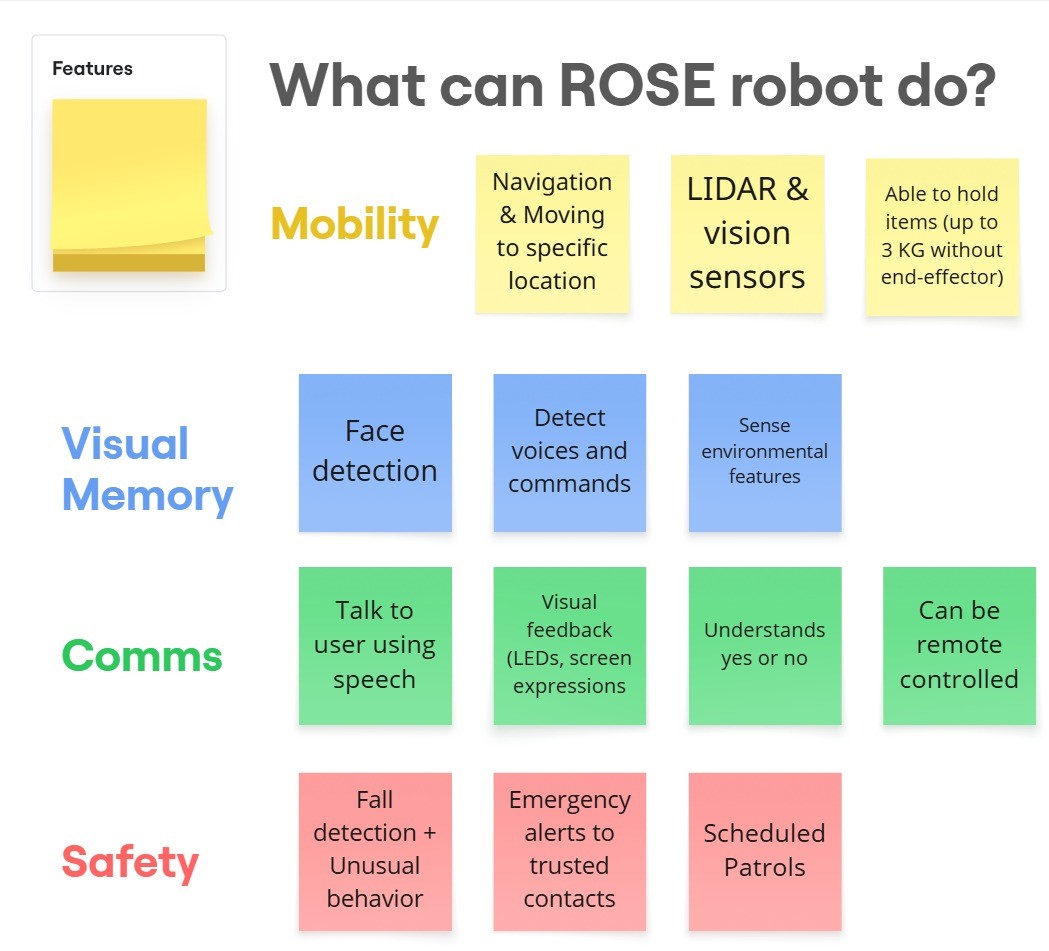 Features
What can ROSE robot do?
Mobility
Navigation
& Moving
to specific
location
LIDAR &
vision
sensors
Able to hold
items (up to
3 KG without
end-effector)
Visual
Memory
Face
detection
Detect
voices and
commands
Sense
environmental
features
Comms
Talk to
user using
speech
Visual
feedback
(LEDs, screen
expressions
Understands
yes or no
Can be
remote
controlled
Safety
Fall
detection +
Unusual
behavior
Emergency
alerts to
trusted
contacts
Scheduled
Patrols